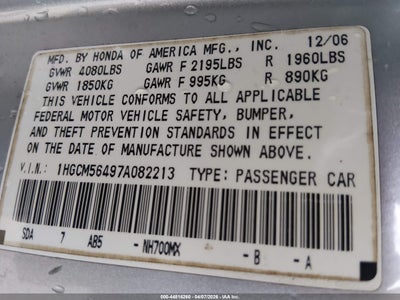 MFD. BY HONDA OF AMERICA MFG., INC. 12/06
GVWR 4080LBS GAWR F 2195LBS R 1960LBS
GVWR 1850KG GAWR F 995KG R 890KG
THIS VEHICLE CONFORMS TO ALL APPLICABLE
FEDERAL MOTOR VEHICLE SAFETY, BUMPER,
AND THEFT PREVENTION STANDARDS IN EFFECT
ON THE DATE OF MANUFACTURE SHOWN ABOVE.
V.I.N. 1HGCM56497A082213 TYPE: PASSENGER CAR
SDA 7 AB5 - NH700MX - B - A
000-44816260 - 04/07/2026 - IAAI.COM